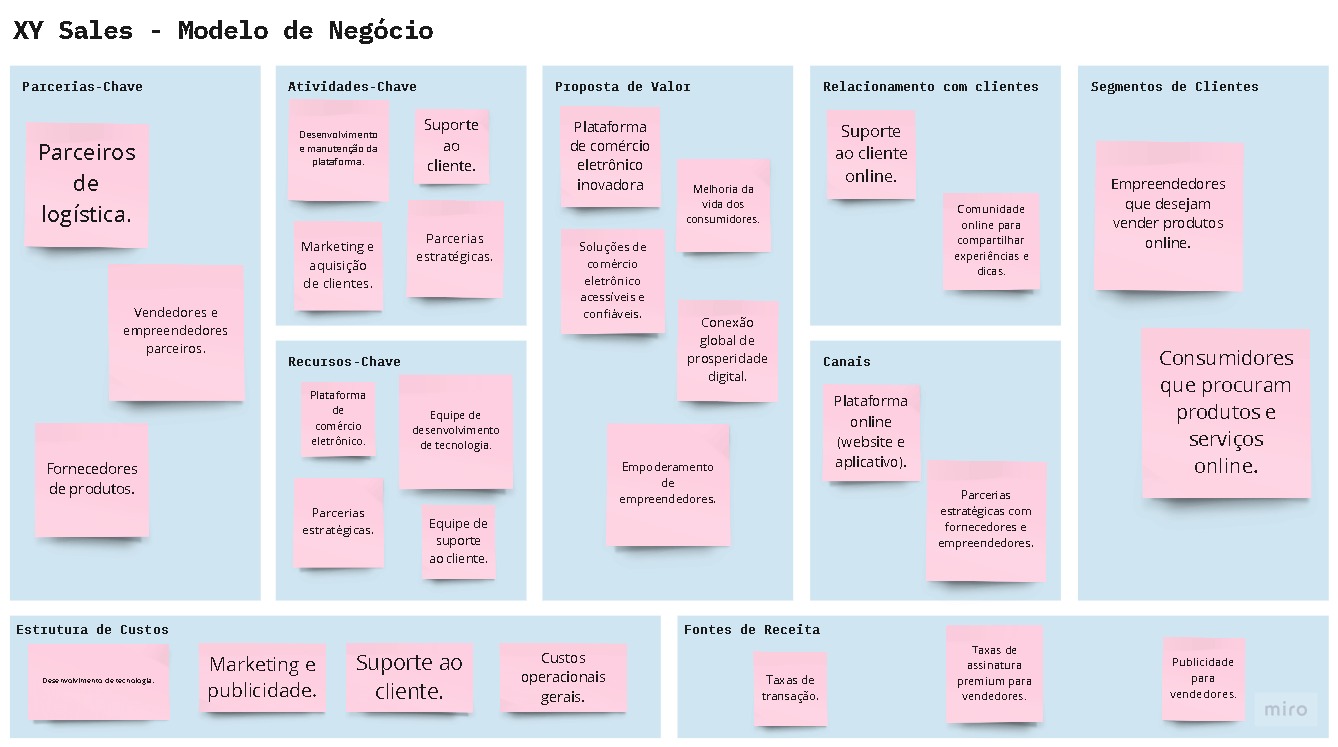 XY Sales - Modelo de Negócio
Parcerias-Chave
Parceiros
de
logística.
Vendedores e
empreendedores
parceiros.
Fornecedores
de produtos.
Atividades-Chave
Desenvolvimento
e manutenção da
plataforma.
Suporte
ao
cliente.
Marketing e
aquisição
de clientes.
Parcerias
estratégicas.
Recursos-Chave
Plataforma
de
comércio
eletrônico.
Equipe de
desenvolvimento
de tecnologia.
Parcerias
estratégicas.
Equipe de
suporte
ao cliente.
Proposta de Valor
Plataforma
de comércio
eletrônico
inovadora
Melhoria da
vida dos
consumidores.
Soluções de
comércio
eletrônico
acessíveis e
confiáveis.
Conexão
global de
prosperidade
digital.
Empoderamento
de
empreendedores.
Relacionamento com clientes
Suporte
ao cliente
online.
Comunidade
online para
compartilhar
experiências e
dicas.
Canais
Plataforma
online
(website e
aplicativo).
Parcerias
estratégicas com
fornecedores e
empreendedores.
Segmentos de Clientes
Empreendedores
que desejam
vender produtos
online.
Consumidores
que procuram
produtos e
serviços
online.
Estrutura de Custos
Desenvolvimento de tecnologia.
Marketing e
publicidade.
Suporte ao
cliente.
Custos
operacionais
gerais.
Fontes de Receita
Taxas de
transação.
Taxas de
assinatura
premium para
vendedores.
Publicidade
para
vendedores.
miro